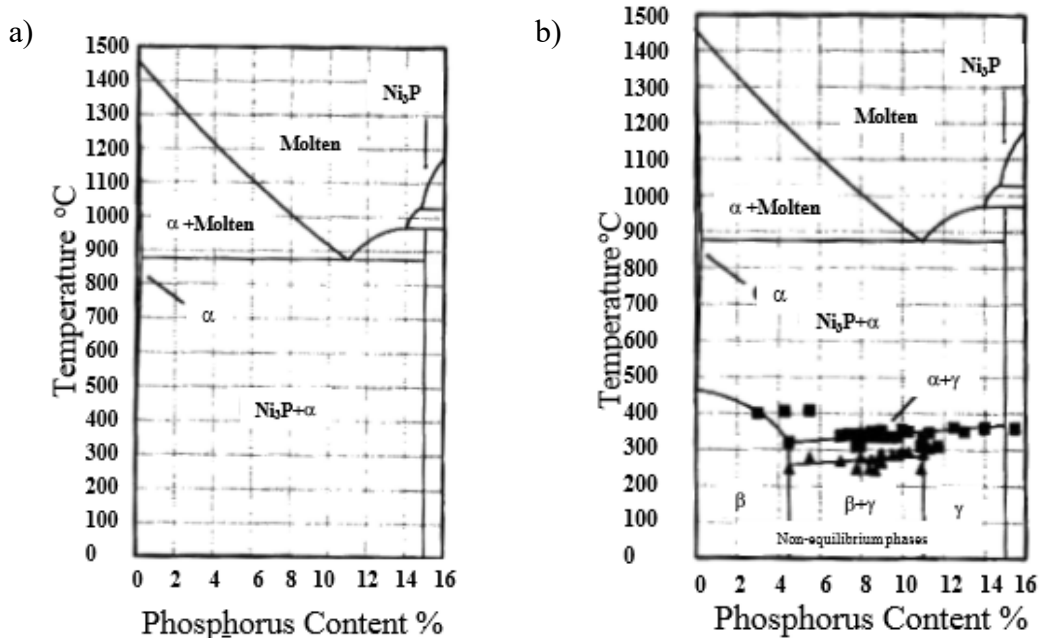 a)
1500
1400
1300
1200
1100
1000
900
800
700
600
500
400
300
200
100
0
Temperature °C
Ni₃P
Molten
α +Molten
α
Ni₃P+α
0 2 4 6 8 10 12 14 16
Phosphorus Content %
b)
1500
1400
1300
1200
1100
1000
900
800
700
600
500
400
300
200
100
0
Temperature °C
Ni₃P
Molten
α +Molten
α
Ni₃P+α
α+γ
β
β+γ
γ
Non-equilibrium phases
0 2 4 6 8 10 12 14 16
Phosphorus Content %